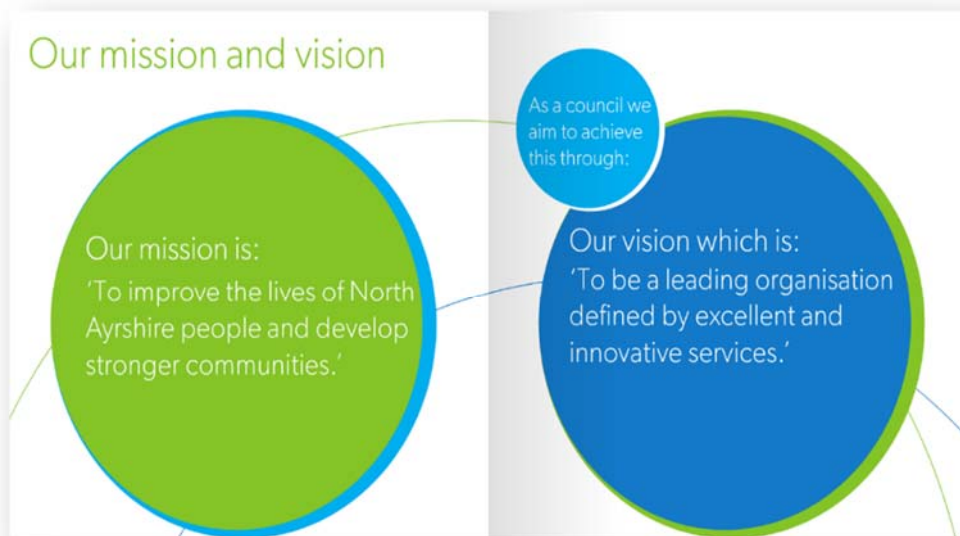 Our mission and vision
Our mission is:
‘To improve the lives of North
Ayrshire people and develop
stronger communities.’
As a council we
aim to achieve
this through:
Our vision which is:
‘To be a leading organisation
defined by excellent and
innovative services.’